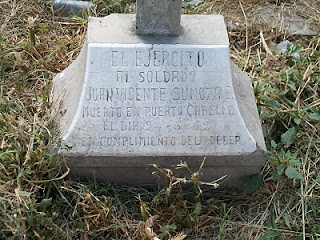 EL EJERCITO
AL SOLDADO
JUAN VICENTE
MUERTO EN PUERTO CABELLO
EL DIA 2-6-62
EN CUMPLIMIENTO DEL DEBER